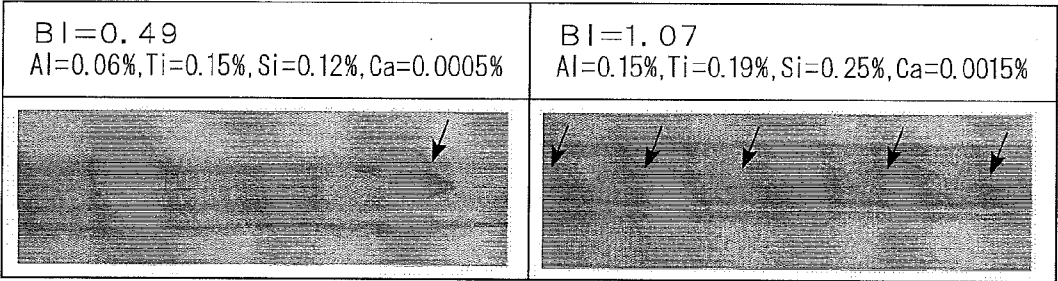 BI=0.49
Al=0.06%,Ti=0.15%,Si=0.12%,Ca=0.0005%
BI=1.07
Al=0.15%,Ti=0.19%,Si=0.25%,Ca=0.0015%